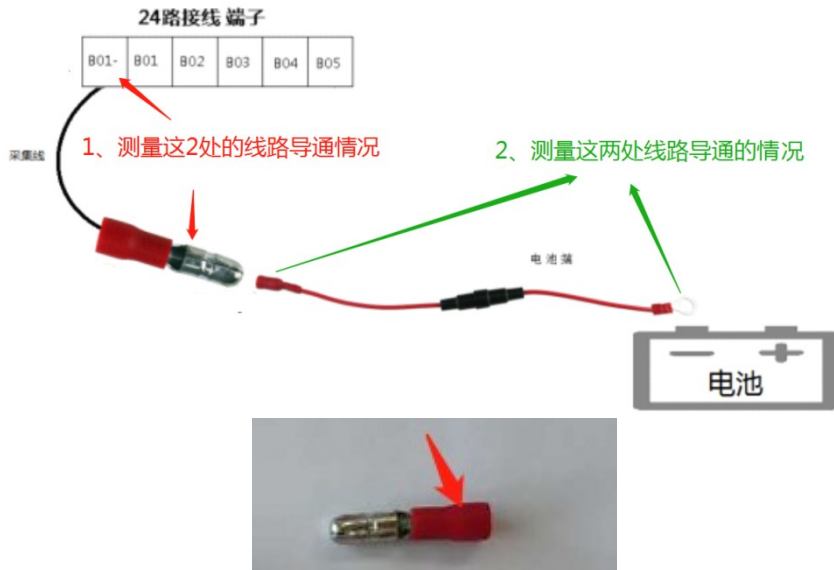 24路接线 端子
B01- B01 B02 B03 B04 B05
1、测量这2处的线路导通情况
采集线
2、测量这两处线路导通的情况
电 池 端
电池